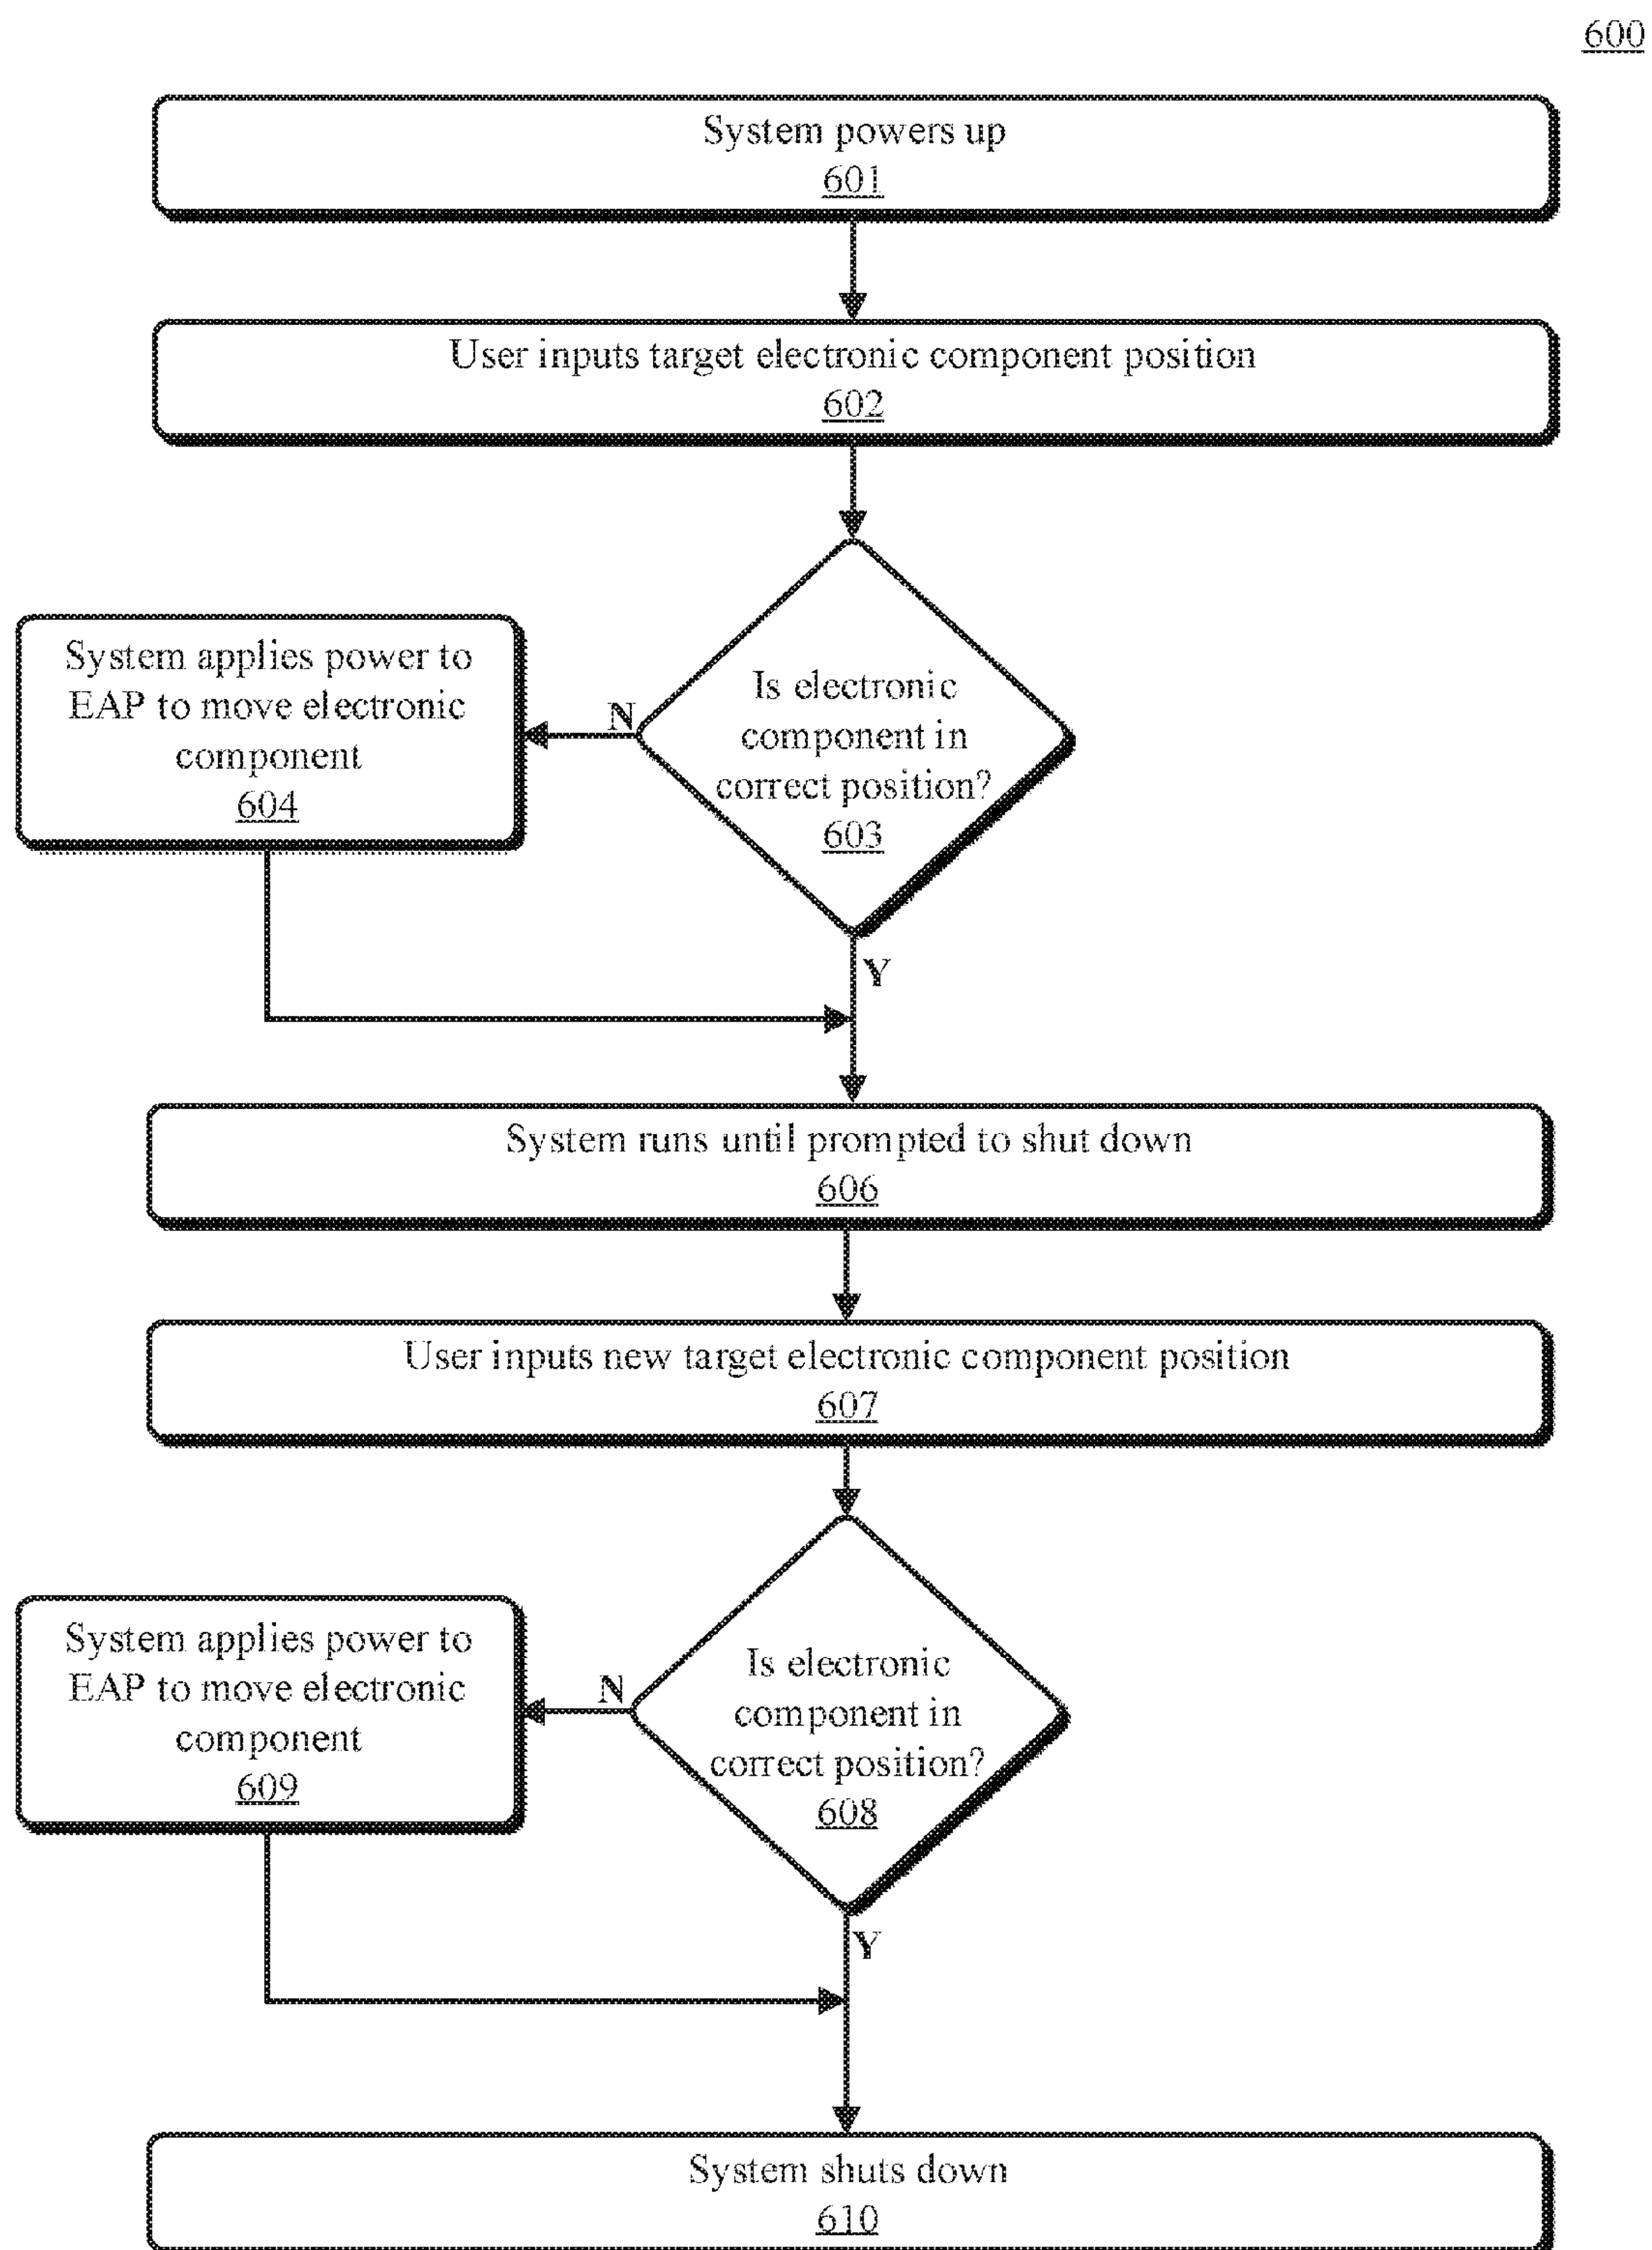 600
System powers up
601
User inputs target electronic component position
602
Is electronic
component in
correct position?
603
N
System applies power to
EAP to move electronic
component
604
Y
System runs until prompted to shut down
606
User inputs new target electronic component position
607
Is electronic
component in
correct position?
608
N
System applies power to
EAP to move electronic
component
609
Y
System shuts down
610